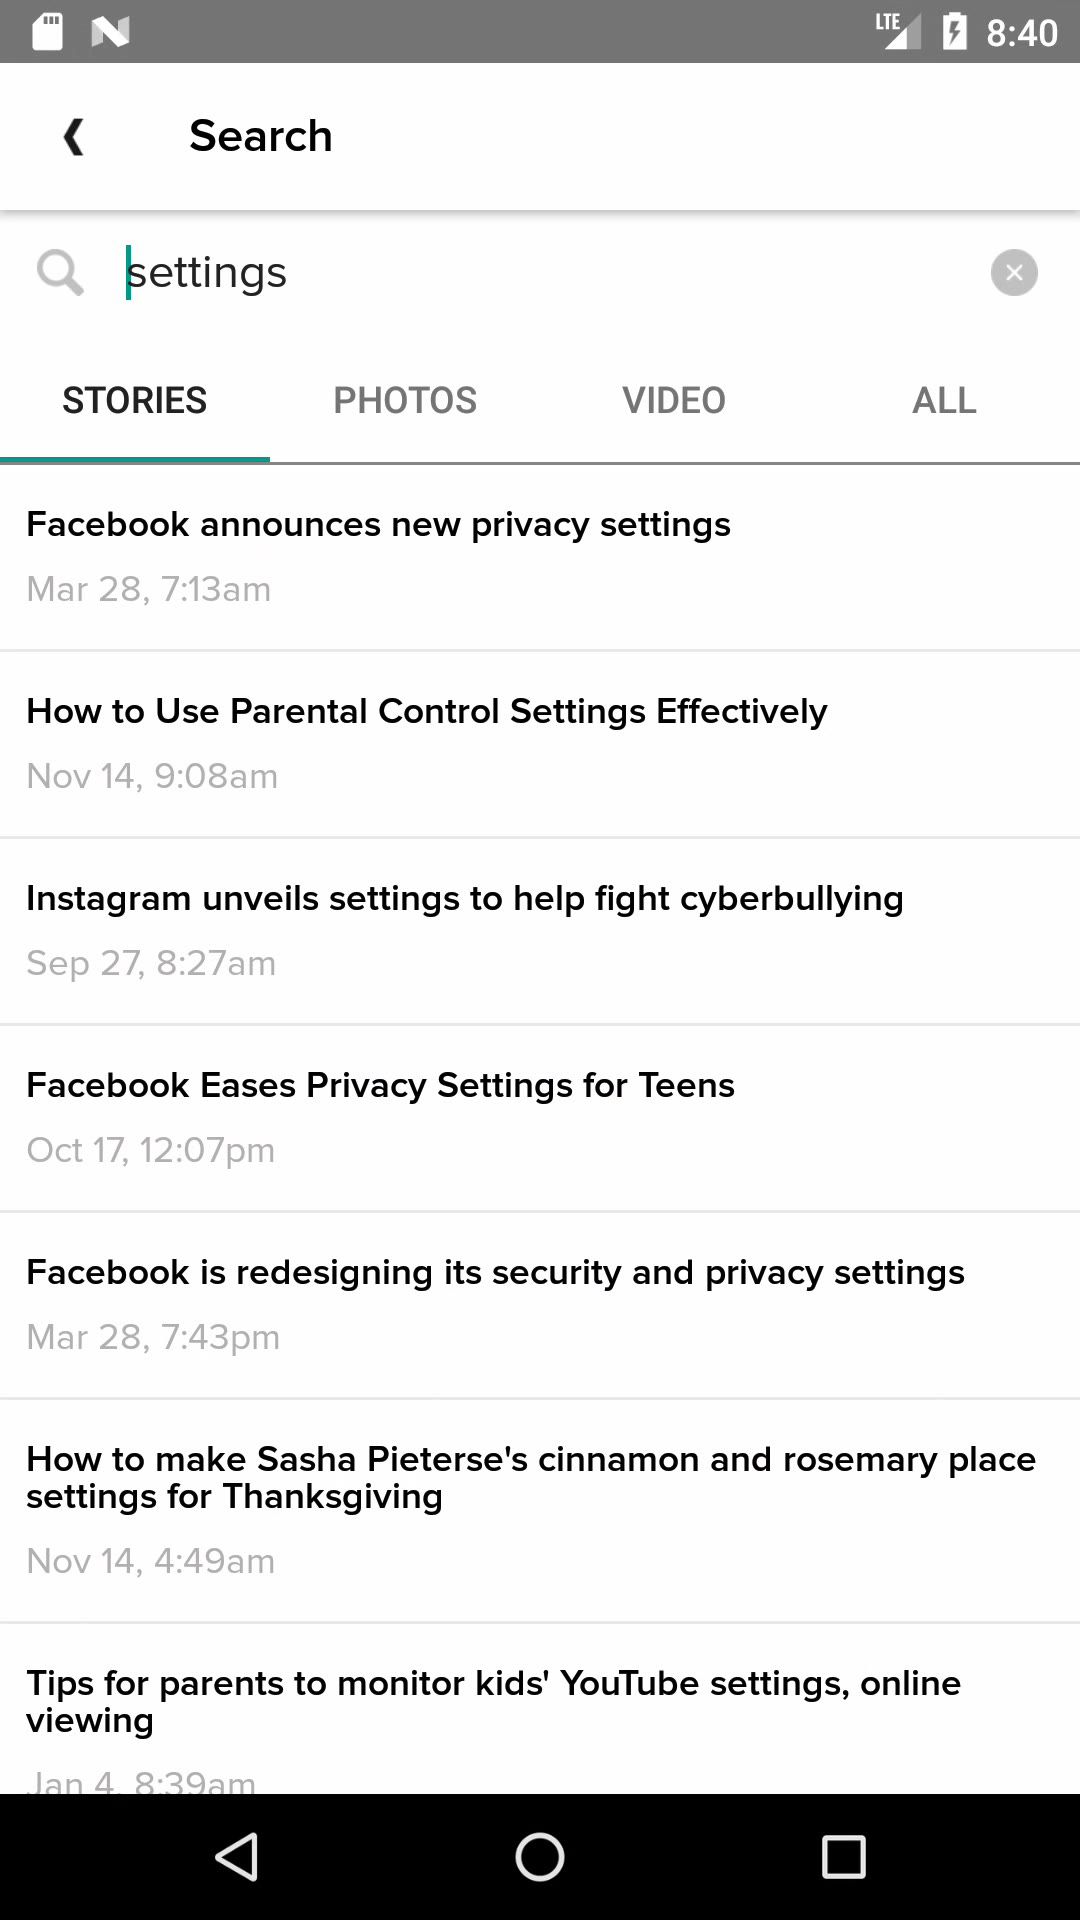 LTE 8:40
Search
settings
STORIES PHOTOS VIDEO ALL
Facebook announces new privacy settings
Mar 28, 7:13am
How to Use Parental Control Settings Effectively
Nov 14, 9:08am
Instagram unveils settings to help fight cyberbullying
Sep 27, 8:27am
Facebook Eases Privacy Settings for Teens
Oct 17, 12:07pm
Facebook is redesigning its security and privacy settings
Mar 28, 7:43pm
How to make Sasha Pieterse's cinnamon and rosemary place
settings for Thanksgiving
Nov 14, 4:49am
Tips for parents to monitor kids' YouTube settings, online
viewing
Jan 4, 8:39am